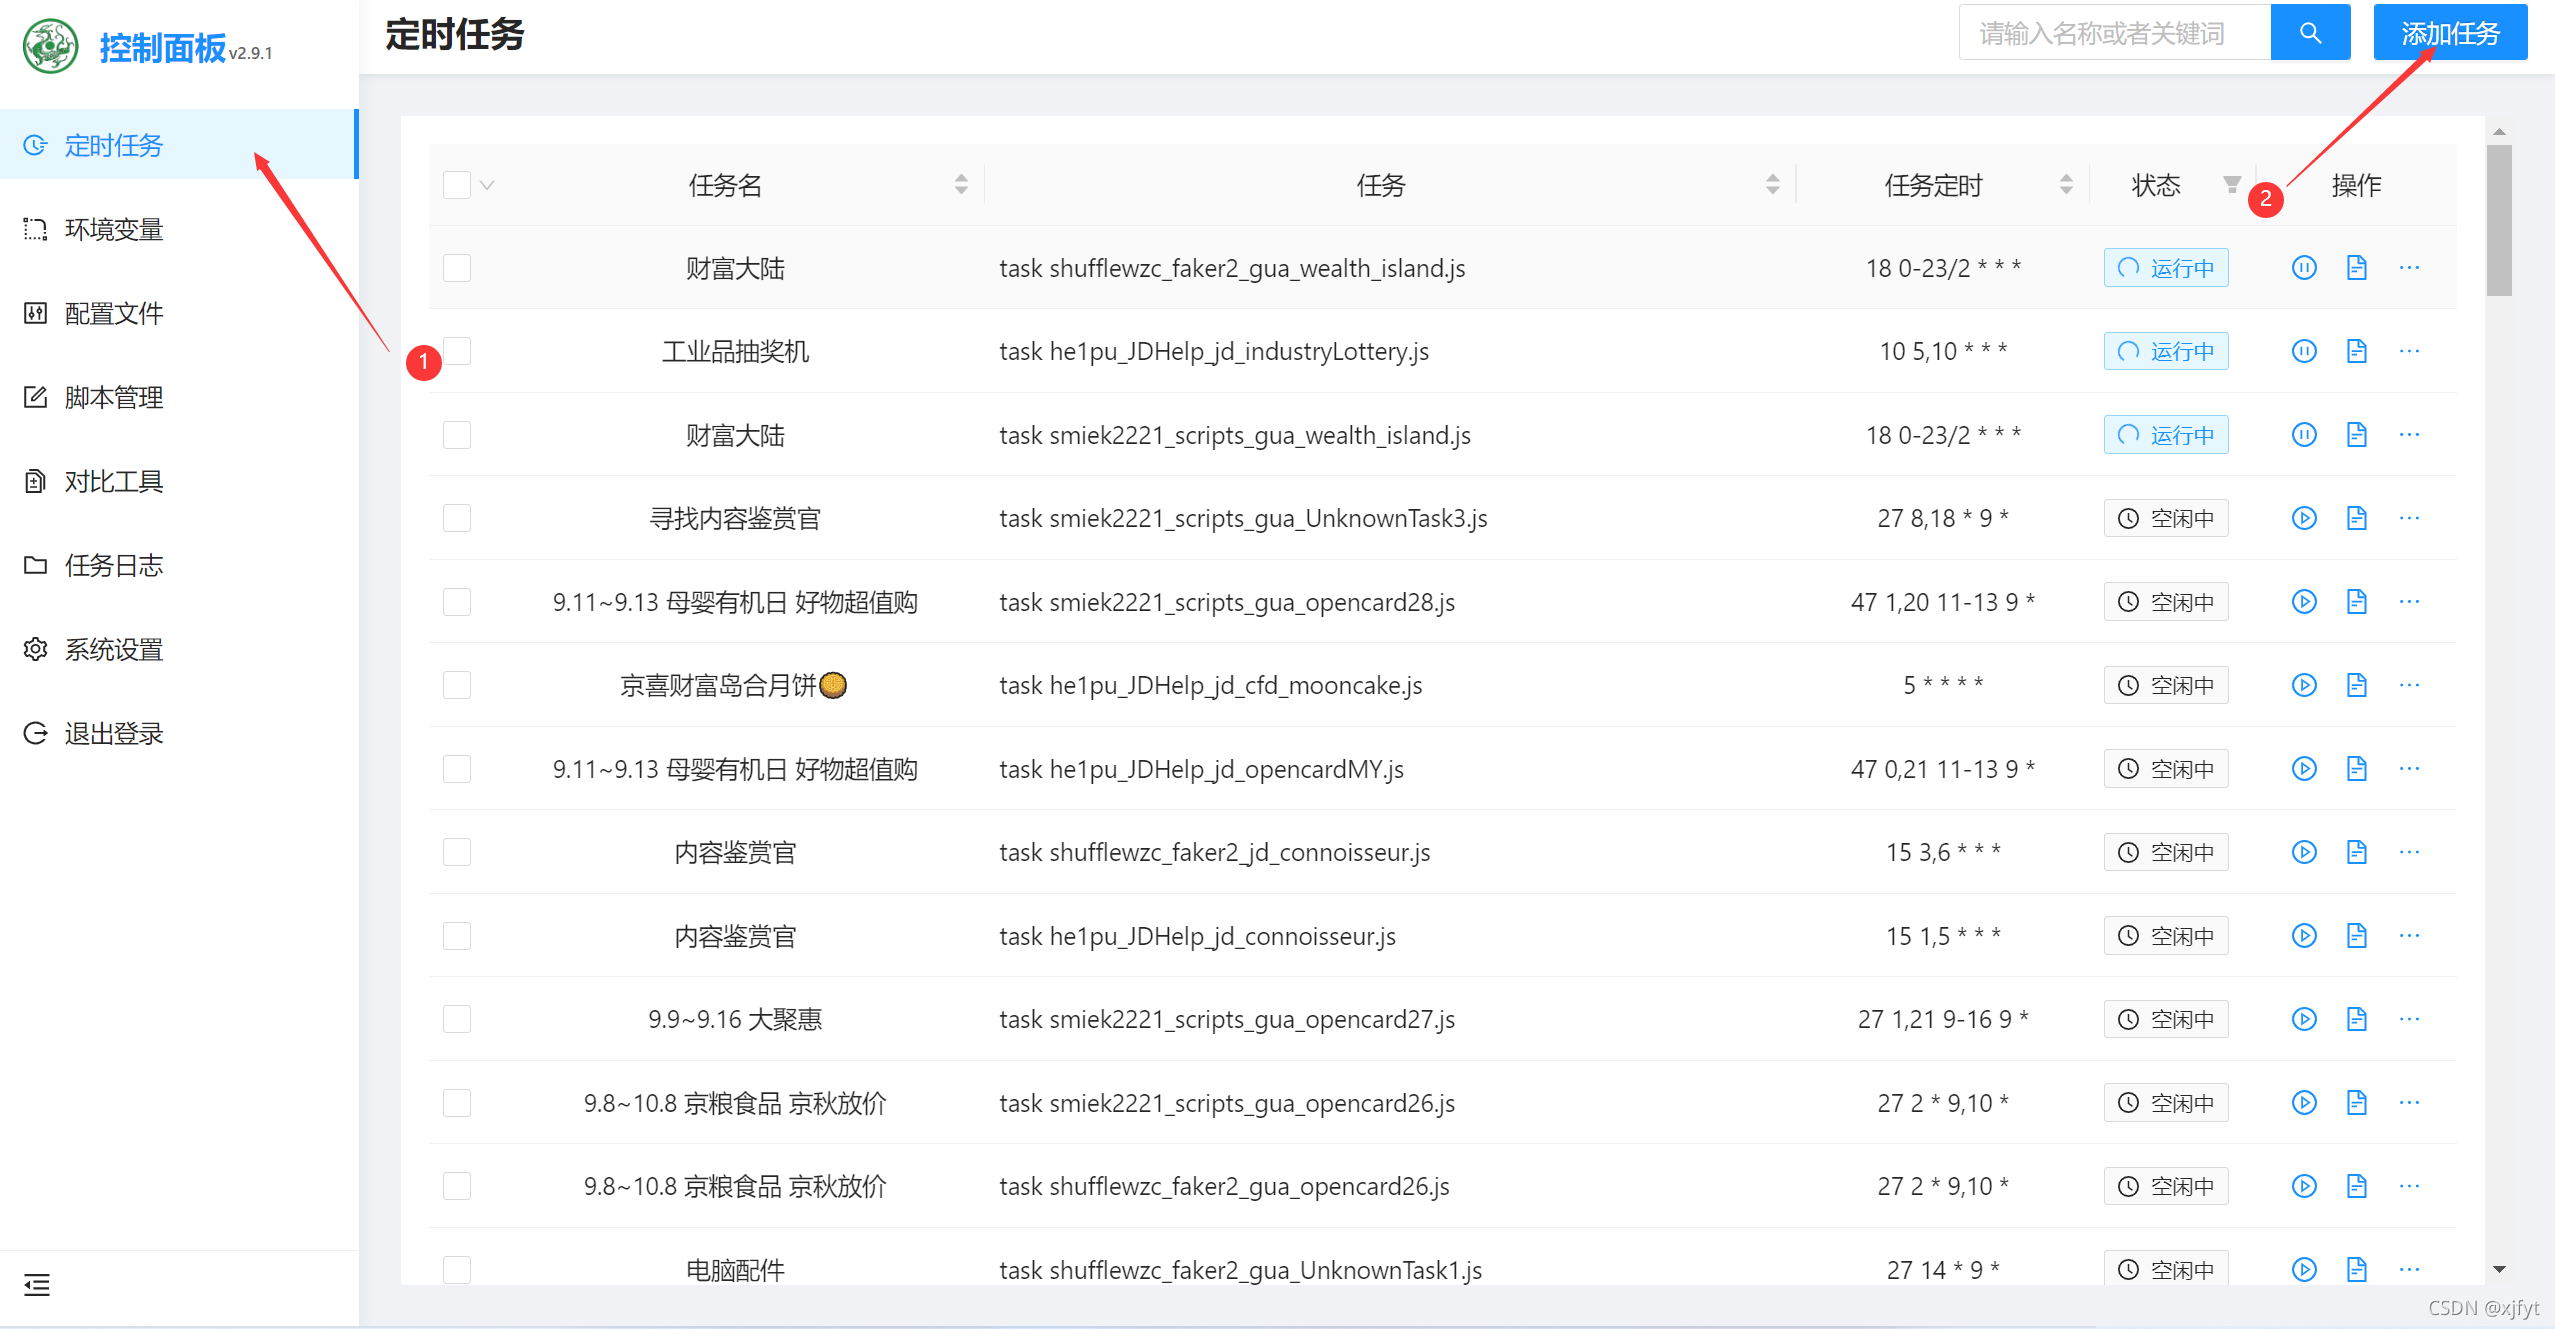 控制面板v2.9.1
定时任务
环境变量
配置文件
脚本管理
对比工具
任务日志
系统设置
退出登录
定时任务
请输入名称或者关键词
添加任务
1
2
任务名 任务 任务定时 状态 操作
财富大陆 task shufflewzc_faker2_gua_wealth_island.js 18 0-23/2 * * * 运行中
工业品抽奖机 task he1pu_JDHelp_jd_industryLottery.js 10 5,10 * * * 运行中
财富大陆 task smiek2221_scripts_gua_wealth_island.js 18 0-23/2 * * * 运行中
寻找内容鉴赏官 task smiek2221_scripts_gua_UnknownTask3.js 27 8,18 * 9 * 空闲中
9.11~9.13 母婴有机日 好物超值购 task smiek2221_scripts_gua_opencard28.js 47 1,20 11-13 9 * 空闲中
京喜财富岛合月饼🥮 task he1pu_JDHelp_jd_cfd_mooncake.js 5 * * * * 空闲中
9.11~9.13 母婴有机日 好物超值购 task he1pu_JDHelp_jd_opencardMY.js 47 0,21 11-13 9 * 空闲中
内容鉴赏官 task shufflewzc_faker2_jd_connoisseur.js 15 3,6 * * * 空闲中
内容鉴赏官 task he1pu_JDHelp_jd_connoisseur.js 15 1,5 * * * 空闲中
9.9~9.16 大聚惠 task smiek2221_scripts_gua_opencard27.js 27 1,21 9-16 9 * 空闲中
9.8~10.8 京粮食品 京秋放价 task smiek2221_scripts_gua_opencard26.js 27 2 * 9,10 * 空闲中
9.8~10.8 京粮食品 京秋放价 task shufflewzc_faker2_gua_opencard26.js 27 2 * 9,10 * 空闲中
电脑配件 task shufflewzc_faker2_gua_UnknownTask1.js 27 14 * 9 * 空闲中
CSDN @xjfyt